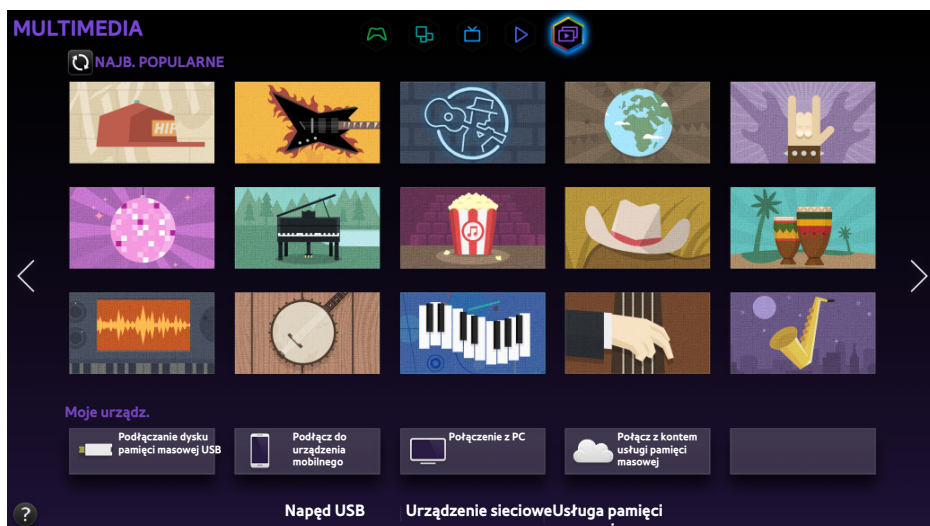 MULTIMEDIA
NAJB. POPULARNE
HIP
Moje urządz.
Podłączanie dysku
pamięci masowej USB
Podłącz do
urządzenia
mobilnego
Połączenie z PC
Połącz z kontem
usługi pamięci
masowej
?
Napęd USB
Urządzenie sieciowe
Usługa pamięci